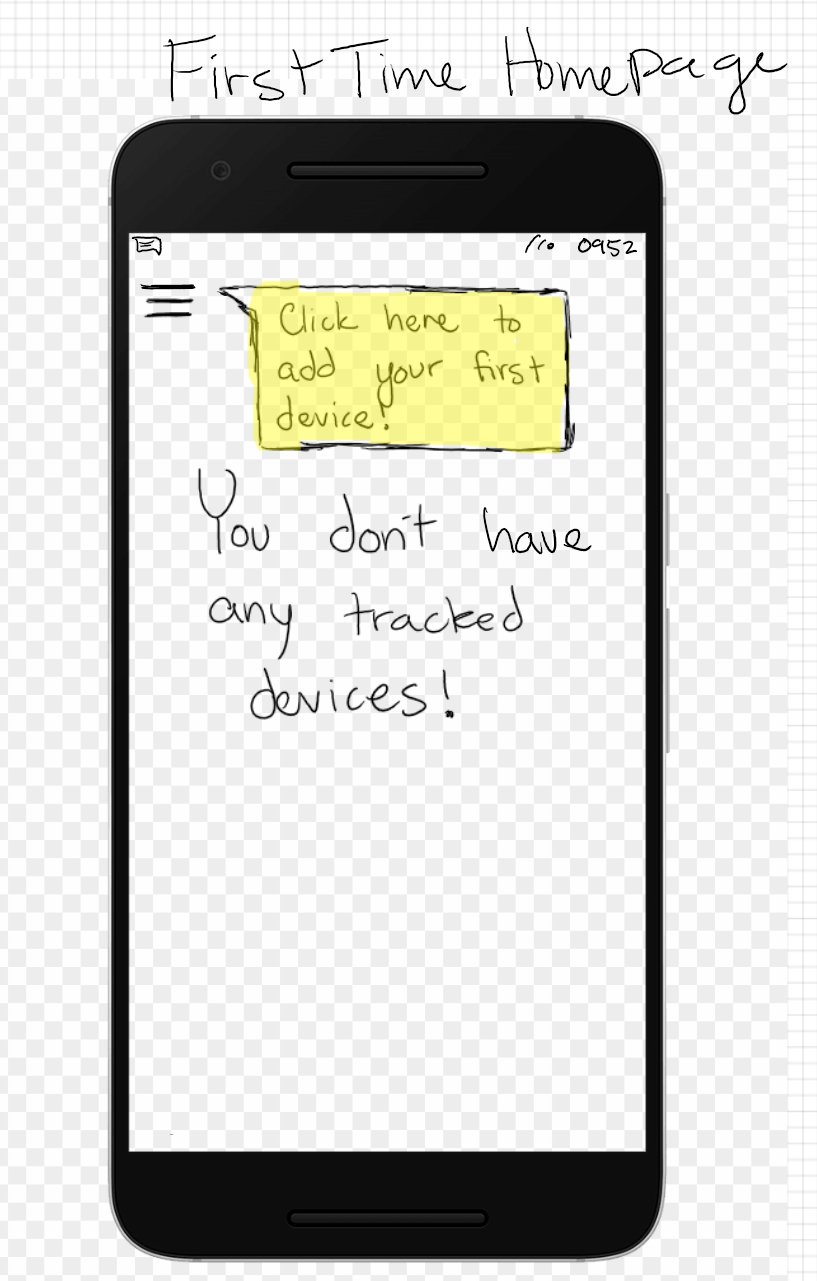 First Time Homepage
0952
Click here to
add your first
device!
You don't have
any tracked
devices!